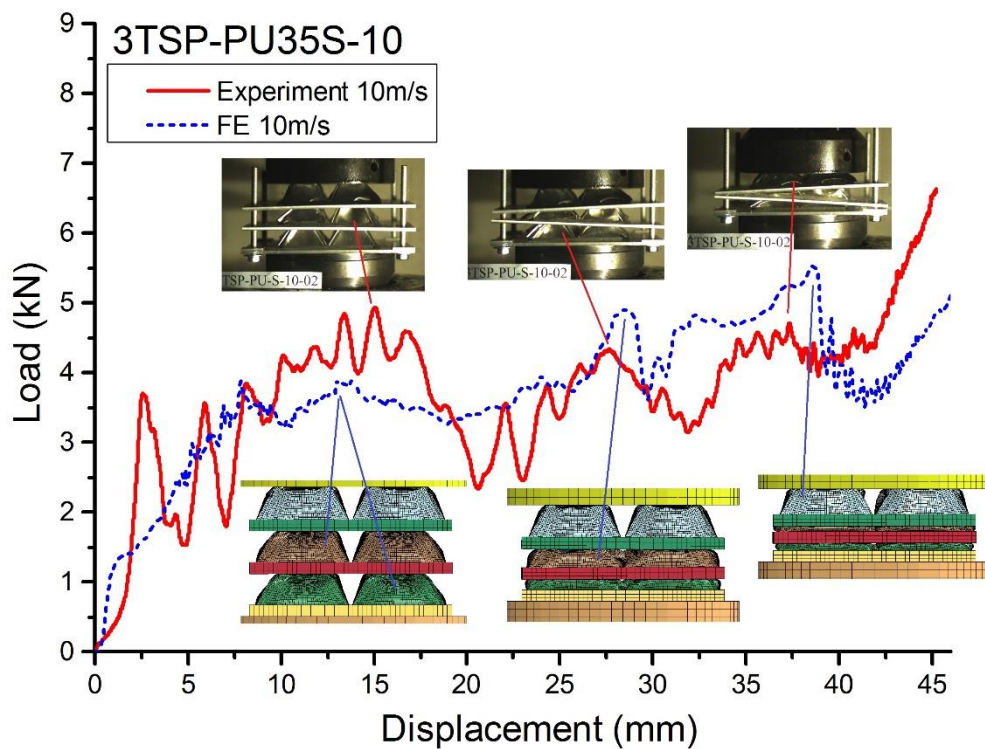 3TSP-PU35S-10
Experiment 10m/s
FE 10m/s
Load (kN)
9
8
7
6
5
4
3
2
1
0
TSP-PU-S-10-02
3TSP-PU-S-10-02
3TSP-PU-S-10-02
0 5 10 15 20 25 30 35 40 45
Displacement (mm)